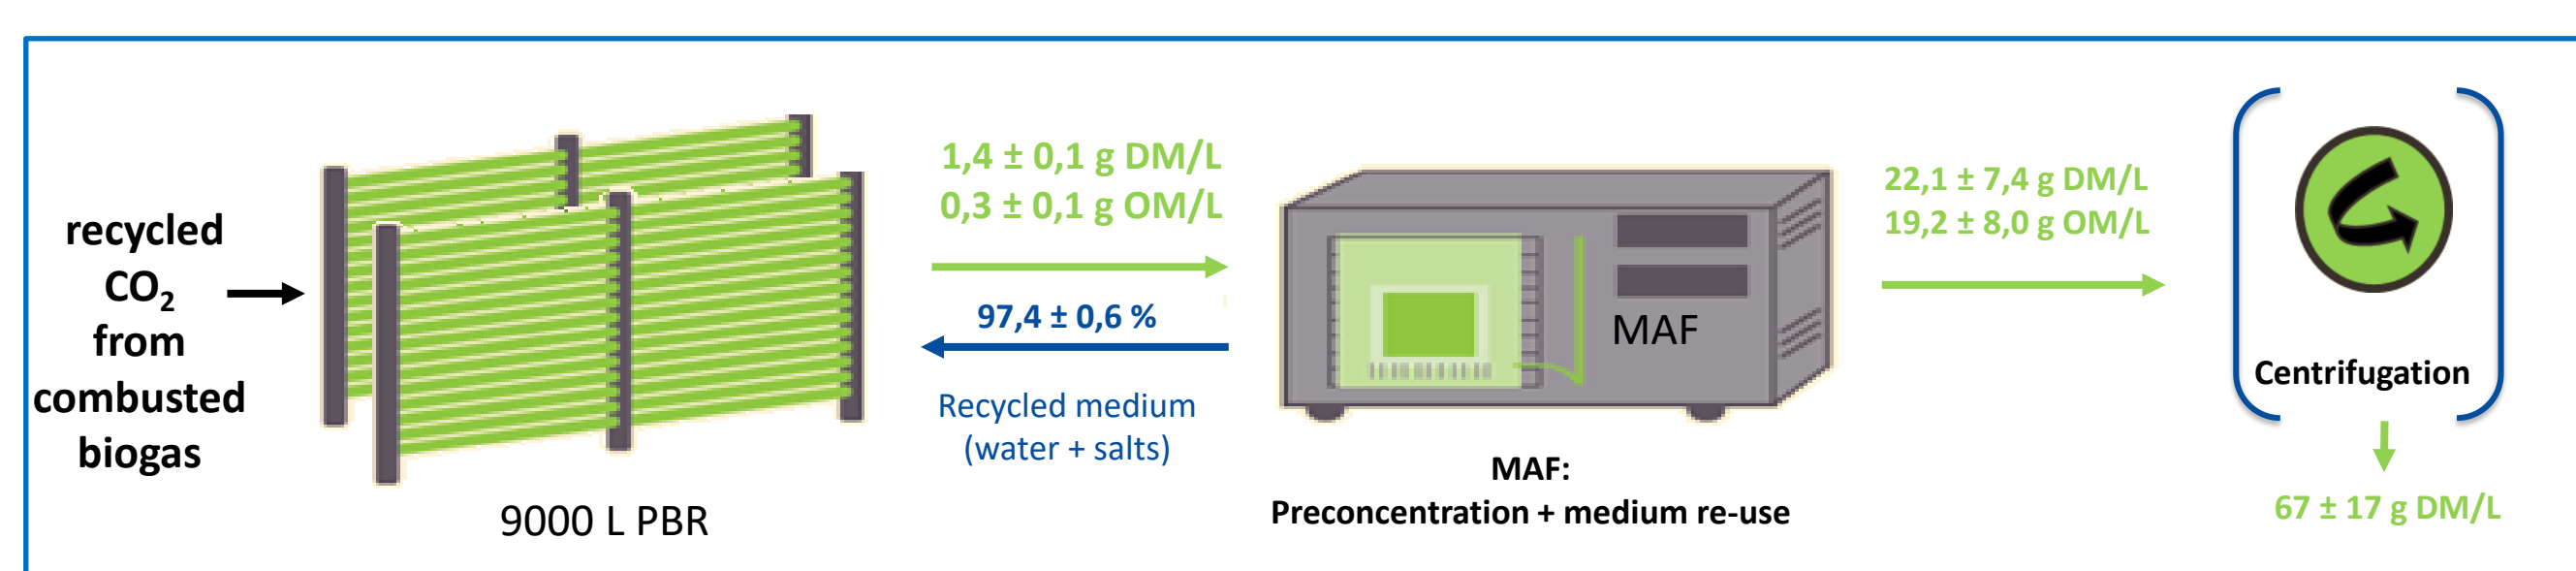 recycled
CO₂
from
combusted
biogas
9000 L PBR
1,4 ± 0,1 g DM/L
0,3 ± 0,1 g OM/L
97,4 ± 0,6 %
Recycled medium
(water + salts)
MAF
MAF:
Preconcentration + medium re-use
22,1 ± 7,4 g DM/L
19,2 ± 8,0 g OM/L
Centrifugation
67 ± 17 g DM/L